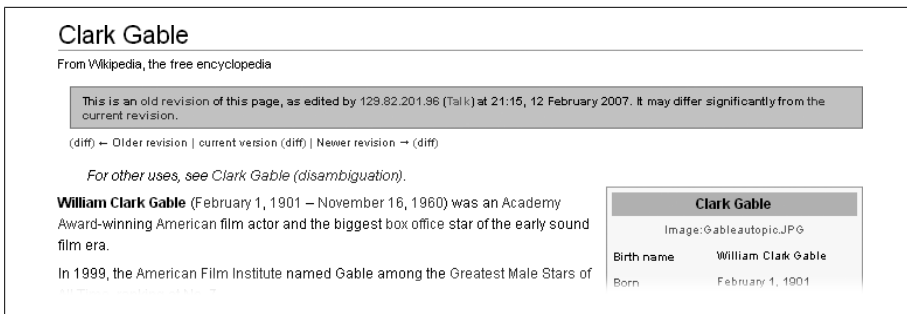 Clark Gable
From Wikipedia, the free encyclopedia
This is an old revision of this page, as edited by 129.82.201.96 (Talk) at 21:15, 12 February 2007. It may differ significantly from the
current revision.
(diff) ← Older revision | current version (diff) | Newer revision → (diff)
For other uses, see Clark Gable (disambiguation).
William Clark Gable (February 1, 1901 – November 16, 1960) was an Academy
Award-winning American film actor and the biggest box office star of the early sound
film era.
In 1999, the American Film Institute named Gable among the Greatest Male Stars of
Clark Gable
Image:Gableautopic.JPG
Birth name William Clark Gable
Born February 1, 1901